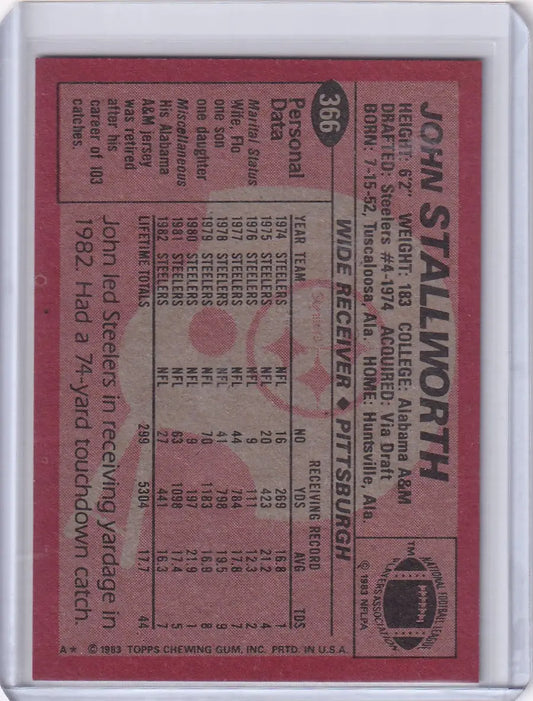 JOHN STALLWORTH
HEIGHT: 6'2" WEIGHT: 183 COLLEGE: Alabama A&M
DRAFTED: Steelers #4-1974 ACQUIRED: Via Draft
BORN: 7-15-52, Tuscaloosa, Ala. HOME: Huntsville, Ala.
366
WIDE RECEIVER ◆ PITTSBURGH
Personal
Data
Marital Status
Wife, Flo
one son
one daughter
Miscellaneous
His Alabama
A&M jersey
was retired
after his
career of 103
catches.
RECEIVING RECORD
YEAR TEAM NO YDS AVG TDS
1974 STEELERS NFL 16 269 16.8 1
1975 STEELERS NFL 20 423 21.2 4
1976 STEELERS NFL 9 111 12.3 2
1977 STEELERS NFL 44 784 17.8 7
1978 STEELERS NFL 41 798 19.5 9
1979 STEELERS NFL 70 1183 16.9 8
1980 STEELERS NFL 9 197 21.9 1
1981 STEELERS NFL 63 1098 17.4 5
1982 STEELERS NFL 27 441 16.3 7
LIFETIME TOTALS 299 5304 17.7 44
John led Steelers in receiving yardage in
1982. Had a 74-yard touchdown catch.
Steelers
TM
NATIONAL FOOTBALL LEAGUE
PLAYERS ASSOCIATION
NFLPA
© 1983 NFLPA
A* © 1983 TOPPS CHEWING GUM, INC. PRTD. IN U.S.A.